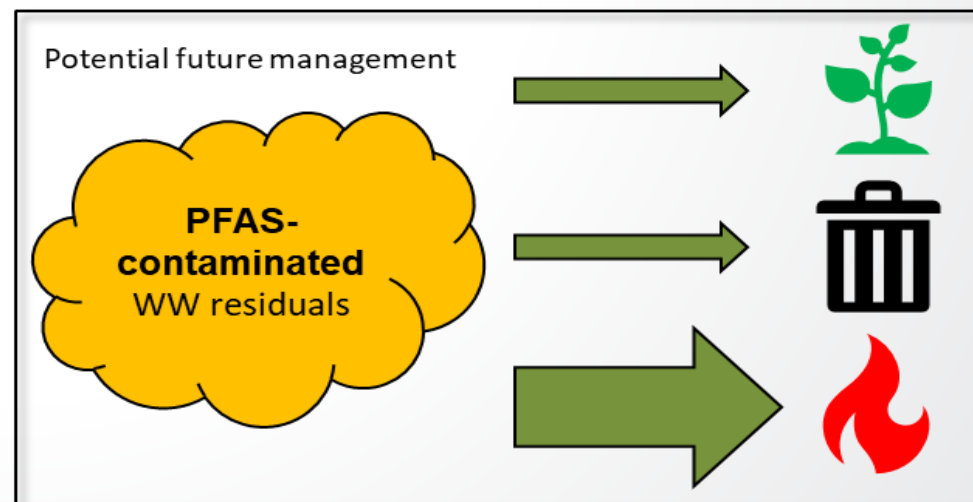 Potential future management
PFAS-
contaminated
WW residuals